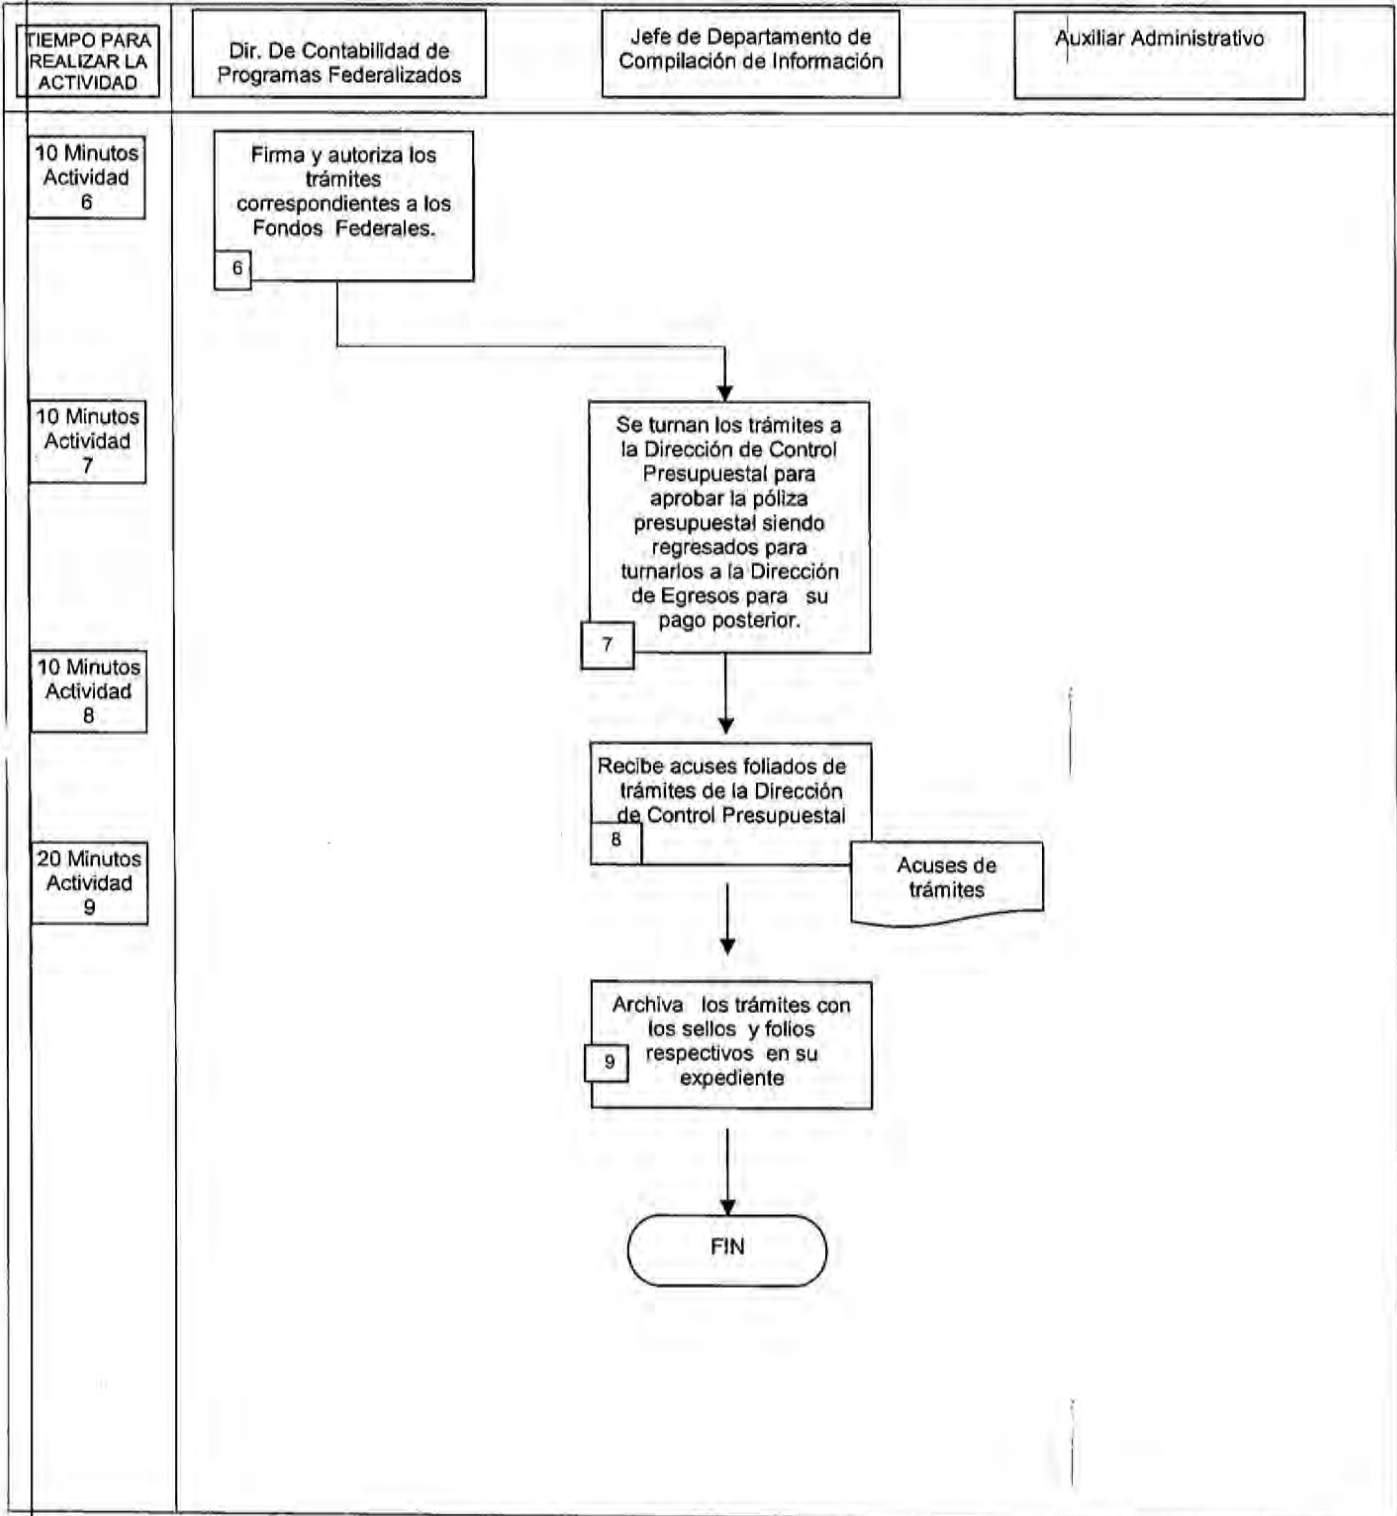 TIEMPO PARA
REALIZAR LA
ACTIVIDAD
Dir. De Contabilidad de
Programas Federalizados
Jefe de Departamento de
Compilación de Información
Auxiliar Administrativo
10 Minutos
Actividad
6
Firma y autoriza los
trámites
correspondientes a los
Fondos Federales.
6
10 Minutos
Actividad
7
Se turnan los trámites a
la Dirección de Control
Presupuestal para
aprobar la póliza
presupuestal siendo
regresados para
turnarlos a la Dirección
de Egresos para su
pago posterior.
7
10 Minutos
Actividad
8
Recibe acuses foliados de
trámites de la Dirección
de Control Presupuestal
8
20 Minutos
Actividad
9
Acuses de
trámites
Archiva los trámites con
los sellos y folios
respectivos en su
expediente
9
FIN